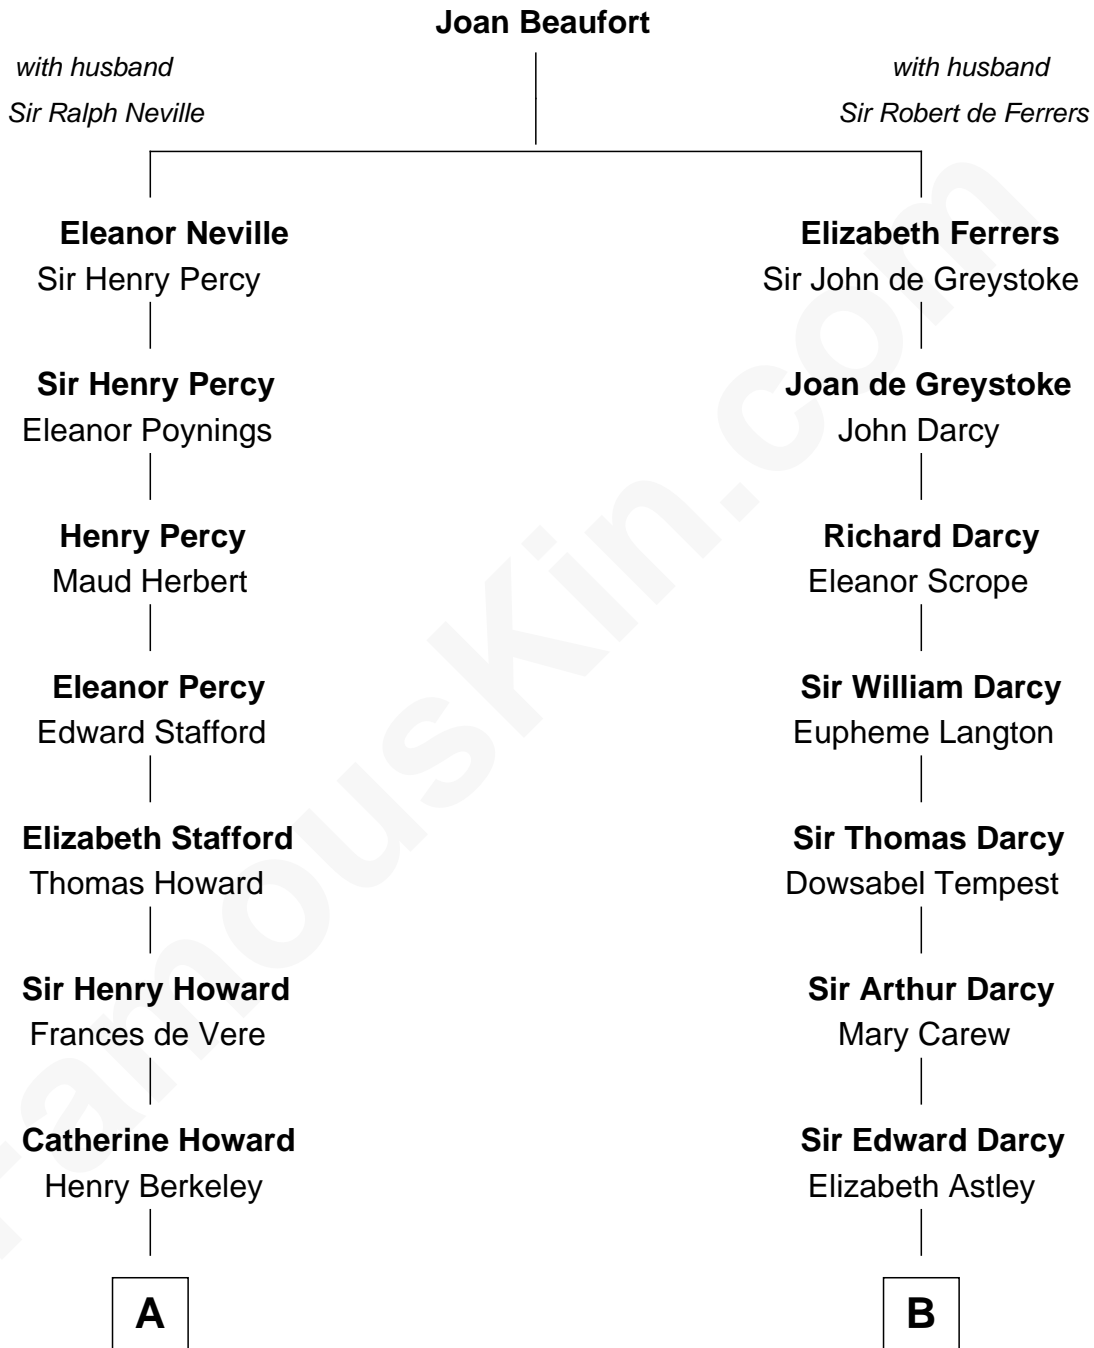 Joan Beaufort
with husband
Sir Ralph Neville
with husband
Sir Robert de Ferrers
Eleanor Neville
Sir Henry Percy
Elizabeth Ferrers
Sir John de Greystoke
Sir Henry Percy
Eleanor Poynings
Joan de Greystoke
John Darcy
Henry Percy
Maud Herbert
Richard Darcy
Eleanor Scrope
Eleanor Percy
Edward Stafford
Sir William Darcy
Eupheme Langton
Elizabeth Stafford
Thomas Howard
Sir Thomas Darcy
Dowsabel Tempest
Sir Henry Howard
Frances de Vere
Sir Arthur Darcy
Mary Carew
Catherine Howard
Henry Berkeley
Sir Edward Darcy
Elizabeth Astley
A
B
FamousKin.com